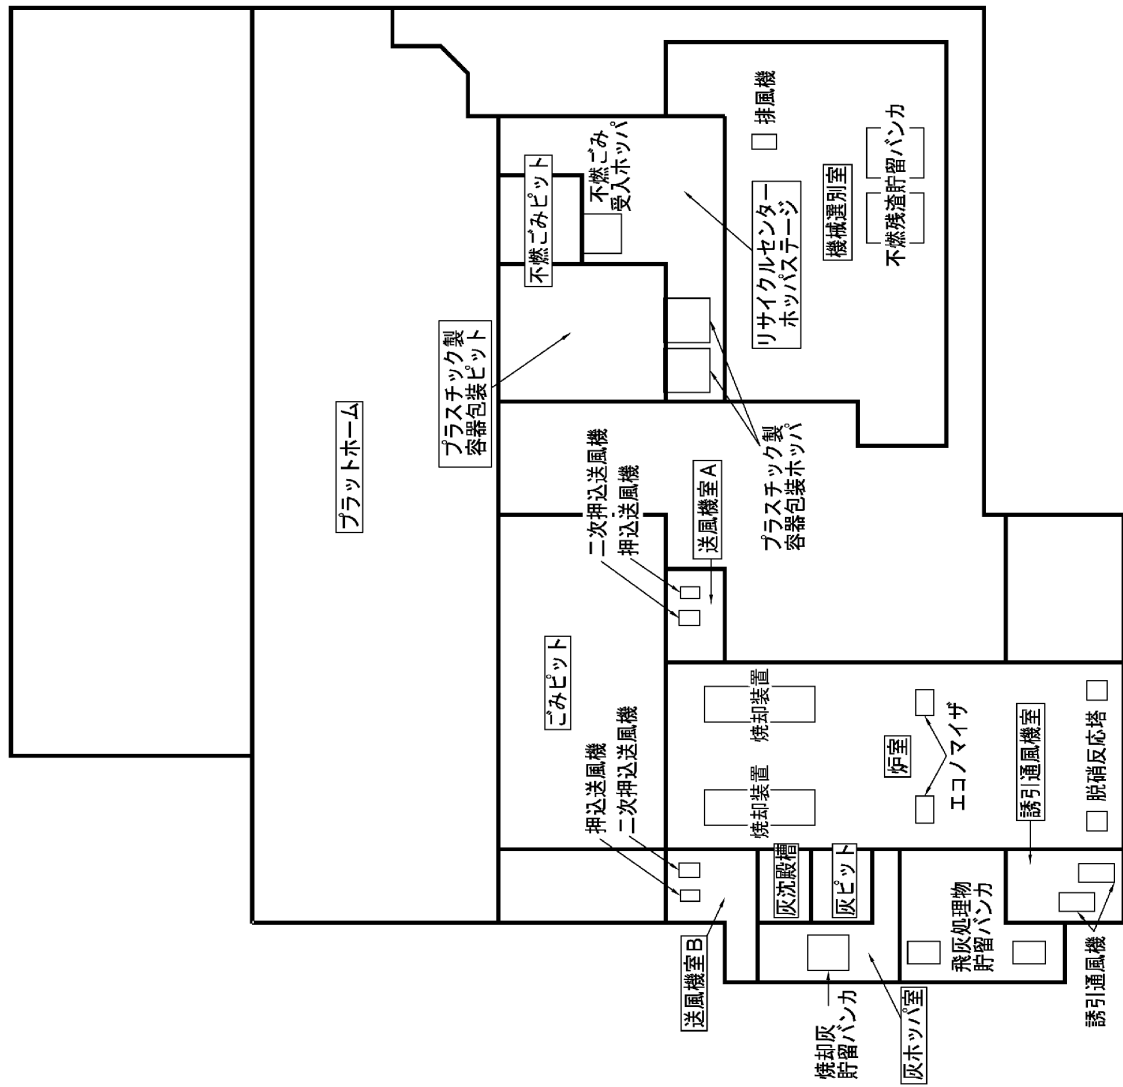 プラットホーム
プラスチック製
容器包装ピット
不燃ごみピット
不燃ごみ
受入ホッパ
排風機
リサイクルセンター
ホッパステージ
機械選別室
不燃残渣貯留バンカ
プラスチック製
容器包装ホッパ
二次押込送風機
押込送風機
送風機室A
ごみピット
押込送風機
二次押込送風機
焼却装置
焼却装置
炉室
エコノマイザ
誘引通風機室
脱硝反応塔
灰沈殿槽
灰ピット
飛灰処理物
貯留バンカ
誘引通風機
送風機室B
焼却灰
貯留バンカ
灰ホッパ室